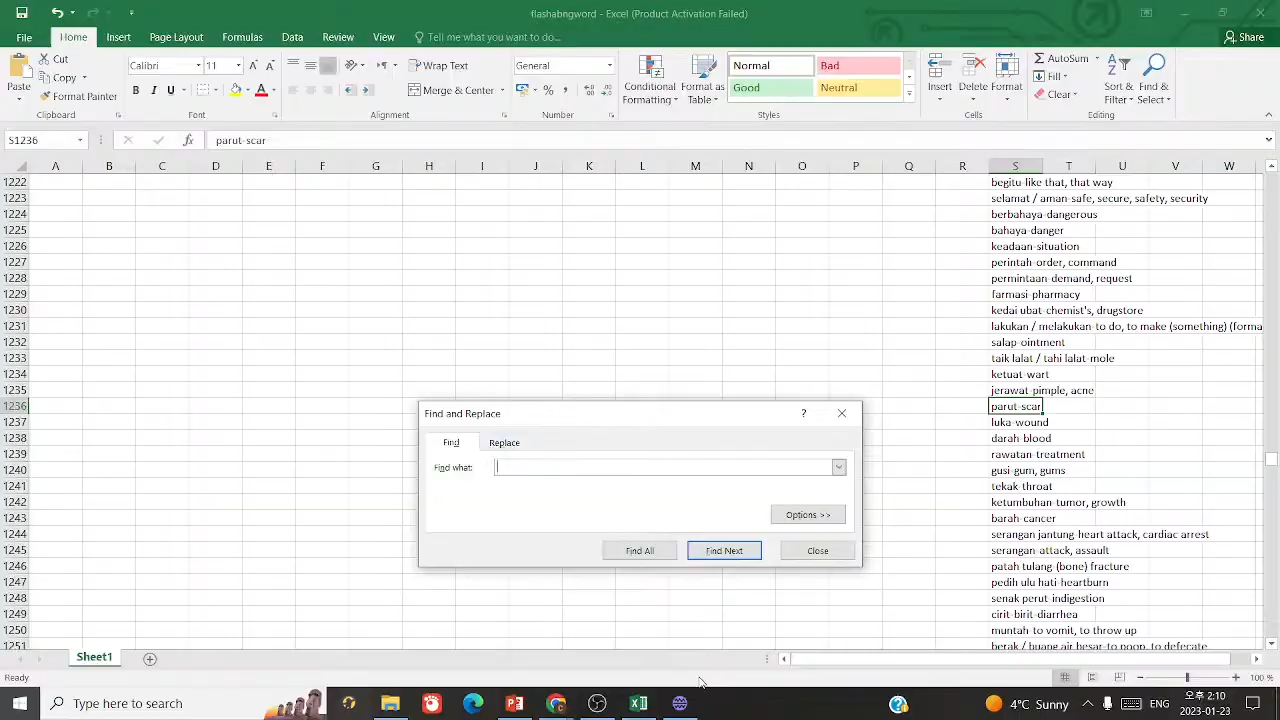 flashabngword - Excel (Product Activation Failed)
File Home Insert Page Layout Formulas Data Review View Tell me what you want to do... Share
Paste Cut Copy Format Painter Clipboard
Calibri 11 B I U Font
Wrap Text Merge & Center Alignment
General % Number
Conditional Formatting Format as Table
Normal Bad Good Neutral Styles
Insert Delete Format
AutoSum Fill Clear Sort & Filter Find & Select Editing
S1236 fx parut-scar
A B C D E F G H I J K L M N O P Q R S T U V W
1222 begitu-like that, that way
1223 selamat / aman-safe, secure, safety, security
1224 berbahaya-dangerous
1225 bahaya-danger
1226 keadaan-situation
1227 perintah-order, command
1228 permintaan-demand, request
1229 farmasi-pharmacy
1230 kedai ubat-chemist's, drugstore
1231 lakukan / melakukan-to do, to make (something) (forma
1232 salap-ointment
1233 taik lalat / tahi lalat-mole
1234 ketuat-wart
1235 jerawat-pimple, acne
1236 parut-scar
1237 luka-wound
1238 darah-blood
1239 rawatan-treatment
1240 gusi-gum, gums
1241 tekak-throat
1242 ketumbuhan-tumor, growth
1243 barah-cancer
1244 serangan jantung-heart attack, cardiac arrest
1245 serangan-attack, assault
1246 patah tulang-(bone) fracture
1247 pedih ulu hati-heartburn
1248 senak perut-indigestion
1249 cirit-birit-diarrhea
1250 muntah-to vomit, to throw up
1251 berak / buang air besar-to poop, to defecate
Find and Replace ?
Find Replace
Find what:
Options >>
Find All Find Next Close
Sheet1
Ready 100 %
Type here to search
4°C Sunny 오후 2:10
2023-01-23